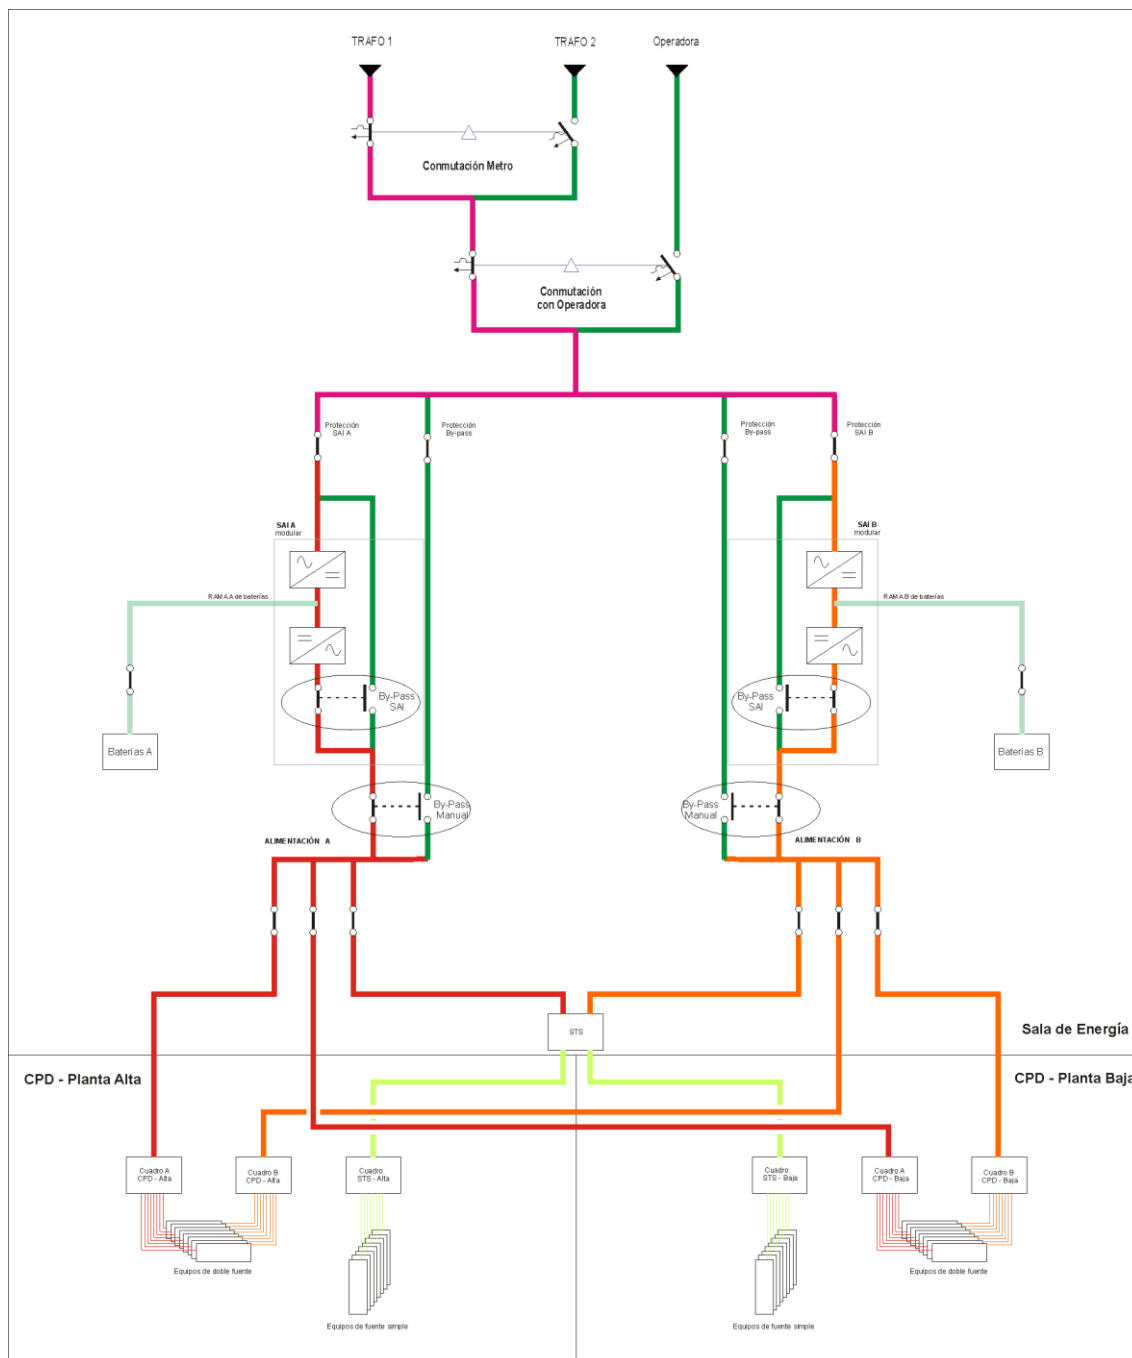 TRAFO 1
TRAFO 2
Operadora
Conmutación Metro
Conmutación
con Operadora
Protección
SAI A
Protección
By-pass
Protección
By-pass
Protección
SAI B
SAI A
modular
SAI B
modular
RAMA A de baterías
RAMA B de baterías
By-Pass
SAI
By-Pass
SAI
Baterías A
Baterías B
By-Pass
Manual
By-Pass
Manual
ALIMENTACIÓN A
ALIMENTACIÓN B
STS
Sala de Energía
CPD - Planta Alta
CPD - Planta Baja
Cuadro A
CPD - Alta
Cuadro B
CPD - Alta
Cuadro
STS - Alta
Cuadro
STS - Baja
Cuadro A
CPD - Baja
Cuadro B
CPD - Baja
Equipos de doble fuente
Equipos de doble fuente
Equipos de fuente simple
Equipos de fuente simple